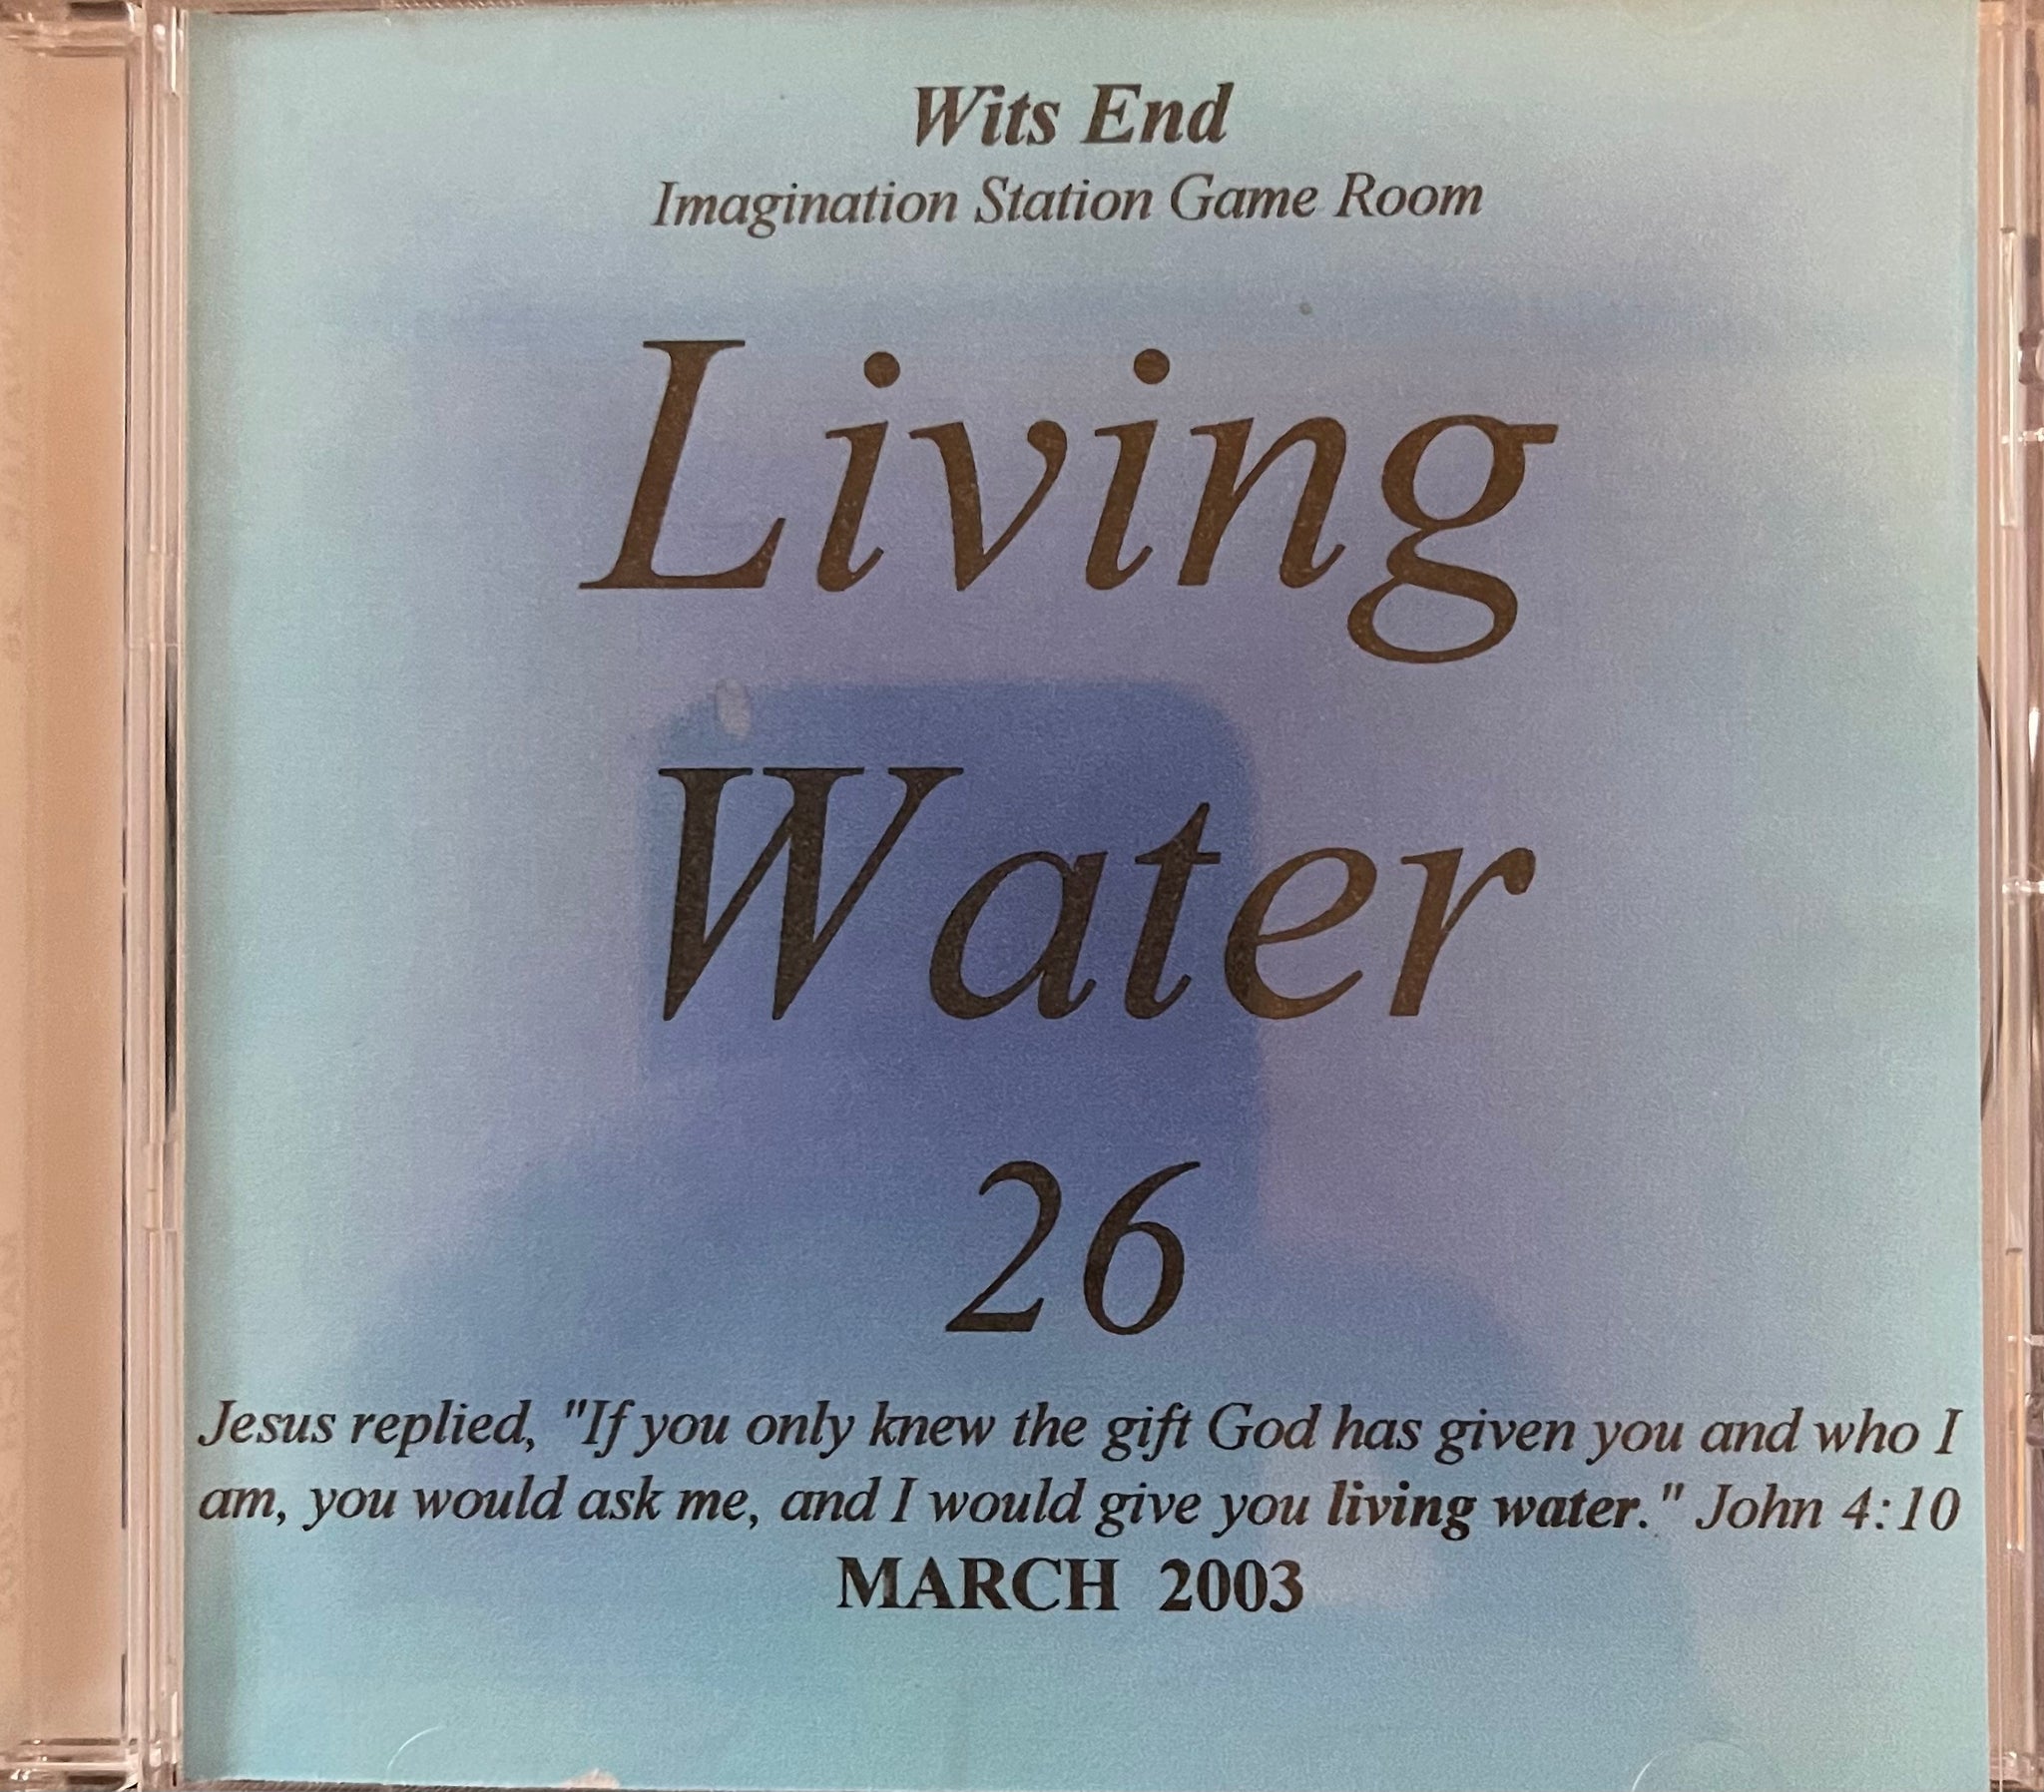 Wits End
Imagination Station Game Room
Living
Water
26
Jesus replied, "If you only knew the gift God has given you and who I
am, you would ask me, and I would give you living water." John 4:10
MARCH 2003